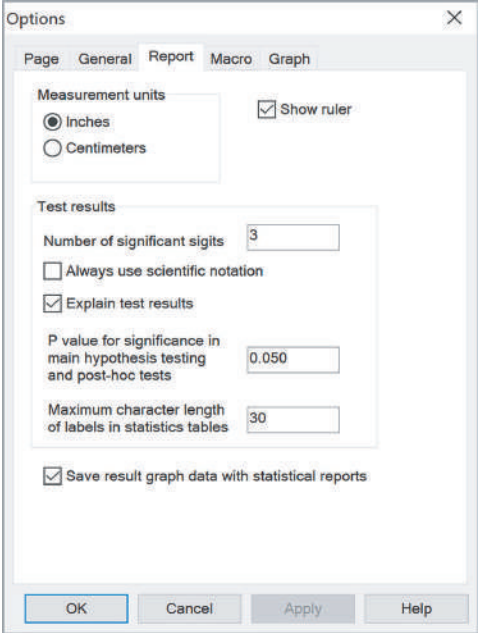 Options
Page General Report Macro Graph
Measurement units
Inches
Centimeters
Show ruler
Test results
Number of significant sigits 3
Always use scientific notation
Explain test results
P value for significance in
main hypothesis testing
and post-hoc tests
0.050
Maximum character length
of labels in statistics tables
30
Save result graph data with statistical reports
OK Cancel Apply Help